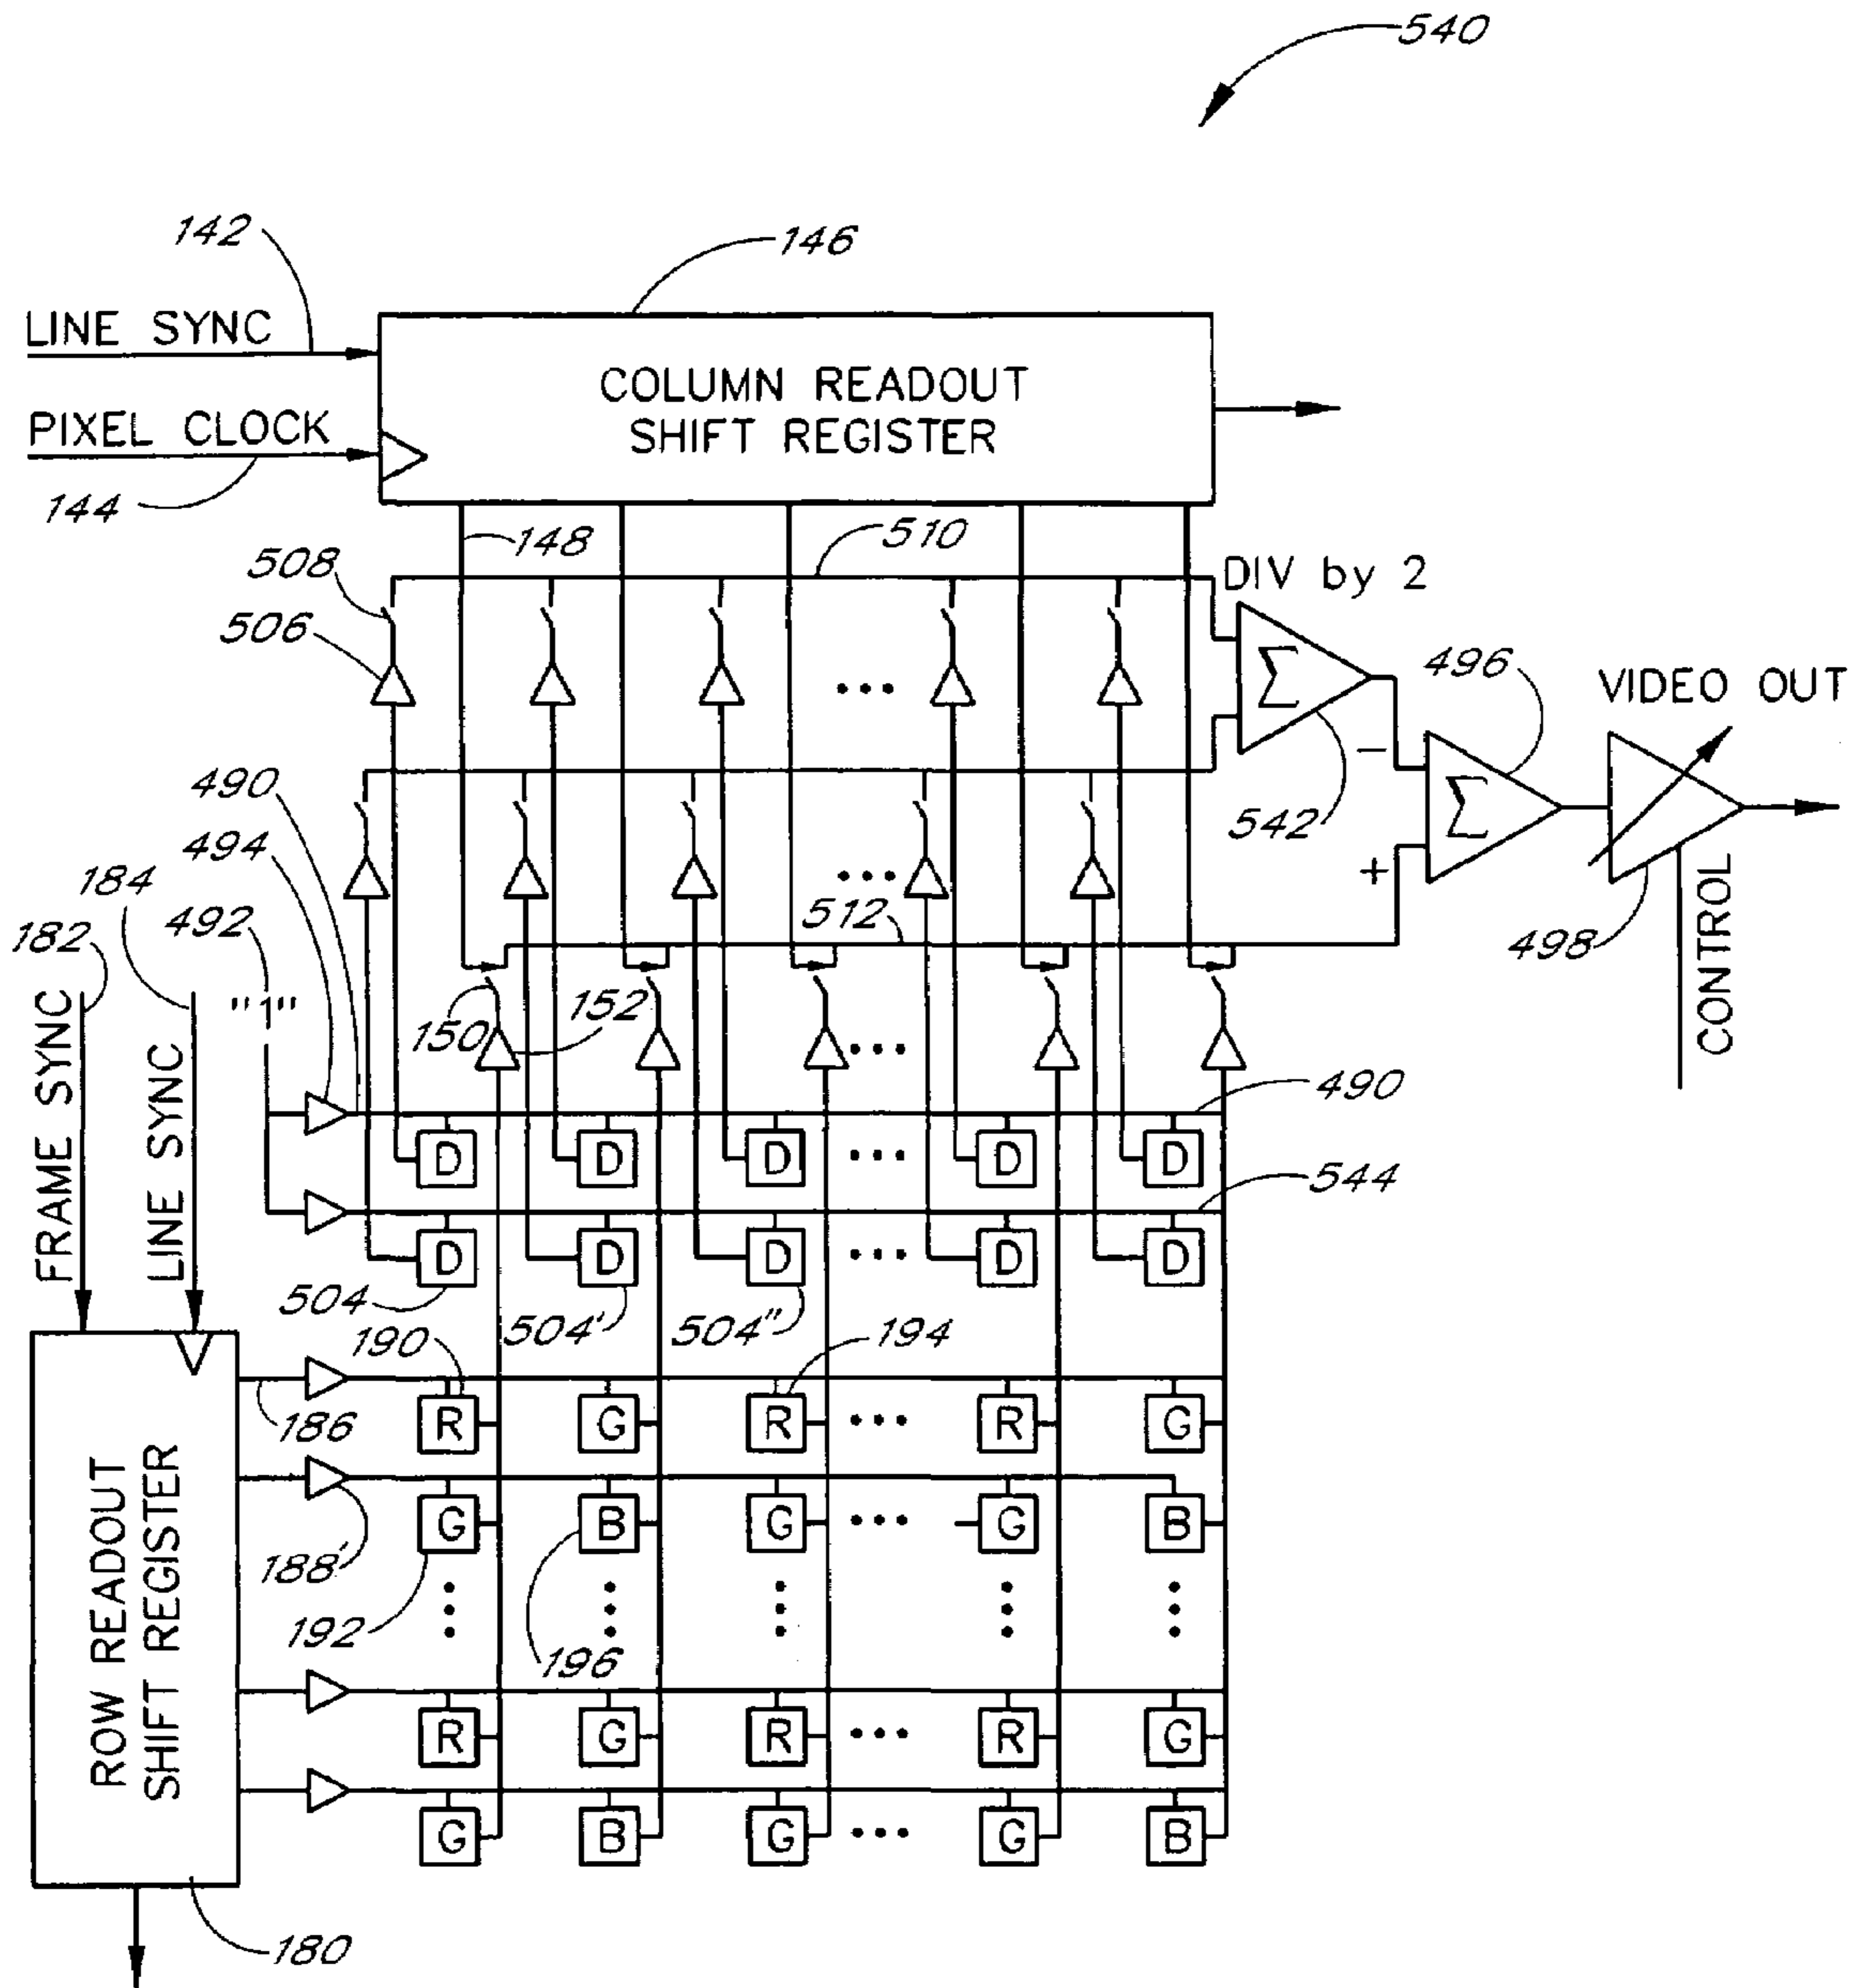 540
142
146
LINE SYNC
COLUMN READOUT
SHIFT REGISTER
PIXEL CLOCK
144
148
510
508
506
DIV by 2
Σ
496
VIDEO OUT
490
494
184
492
182
542
Σ
498
CONTROL
512
"1"
150
152
FRAME SYNC
LINE SYNC
490
D D D ... D D
544
D D D ... D D
504
504'
504"
190
194
186
R G R ... R G
188'
G B G ... G B
192
196
ROW READOUT
SHIFT REGISTER
R G R ... R G
G B G ... G B
180